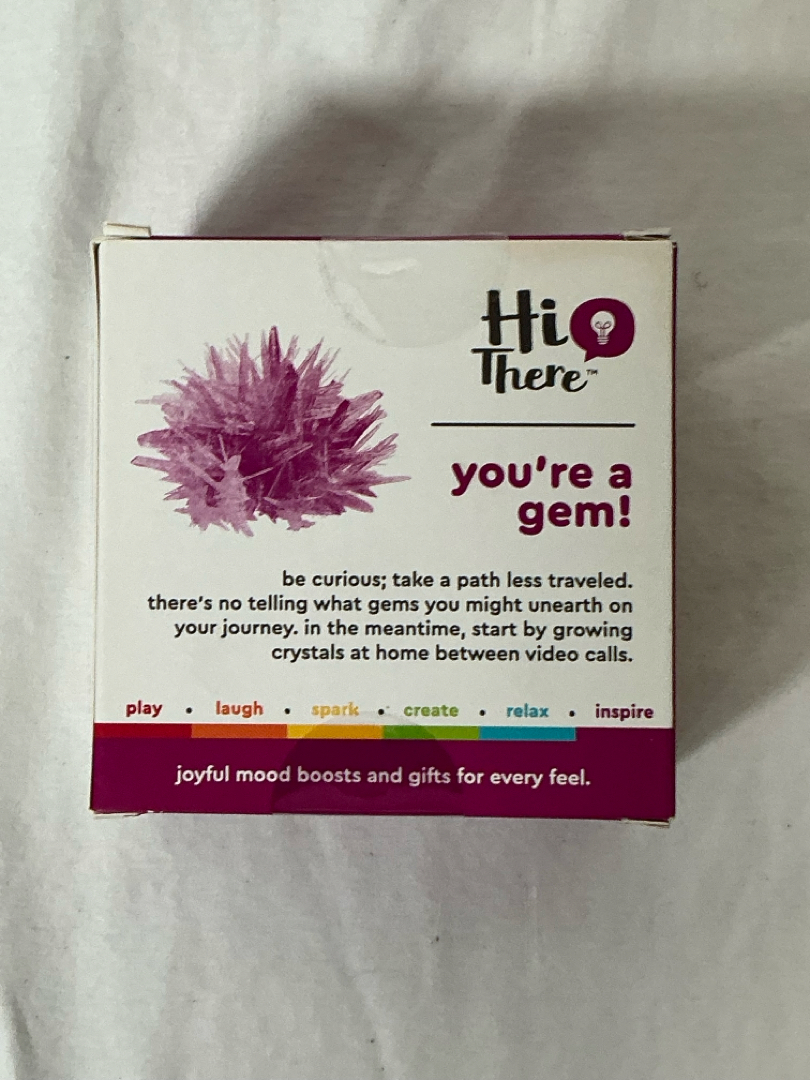 Hi
There™
you're a
gem!
be curious; take a path less traveled.
there's no telling what gems you might unearth on
your journey. in the meantime, start by growing
crystals at home between video calls.
play • laugh • spark • create • relax • inspire
joyful mood boosts and gifts for every feel.